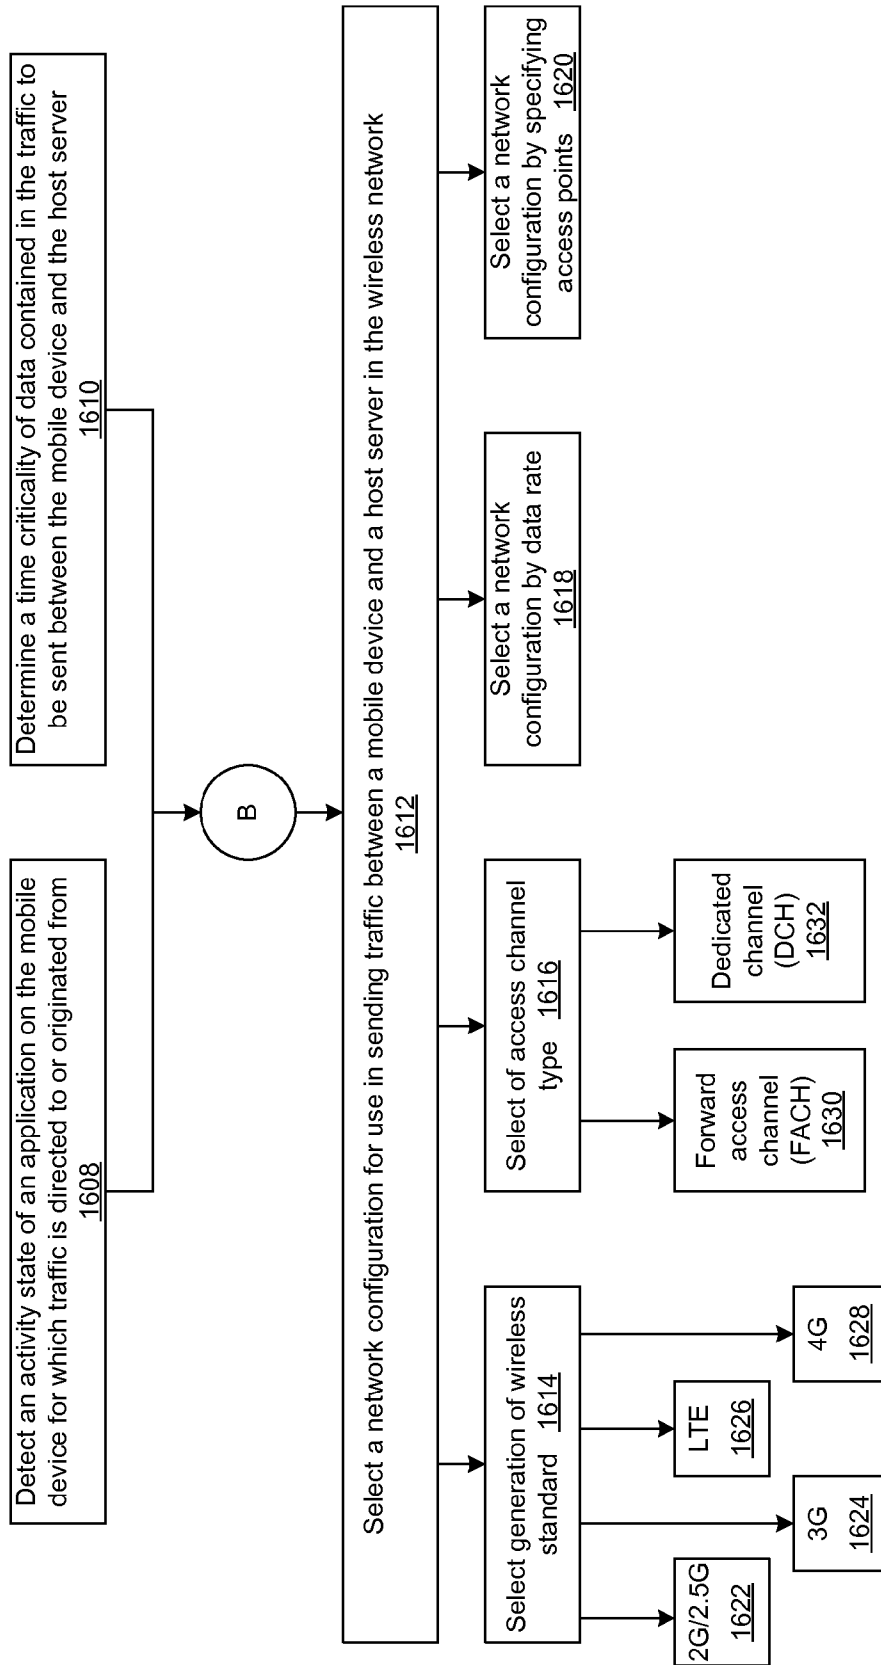 Detect an activity state of an application on the mobile
device for which traffic is directed to or originated from
1608
Determine a time criticality of data contained in the traffic to
be sent between the mobile device and the host server
1610
B
Select a network configuration for use in sending traffic between a mobile device and a host server in the wireless network
1612
Select generation of wireless
standard 1614
Select of access channel
type 1616
Select a network
configuration by data rate
1618
Select a network
configuration by specifying
access points 1620
2G/2.5G
1622
3G
1624
LTE
1626
4G
1628
Forward
access
channel
(FACH)
1630
Dedicated
channel
(DCH)
1632